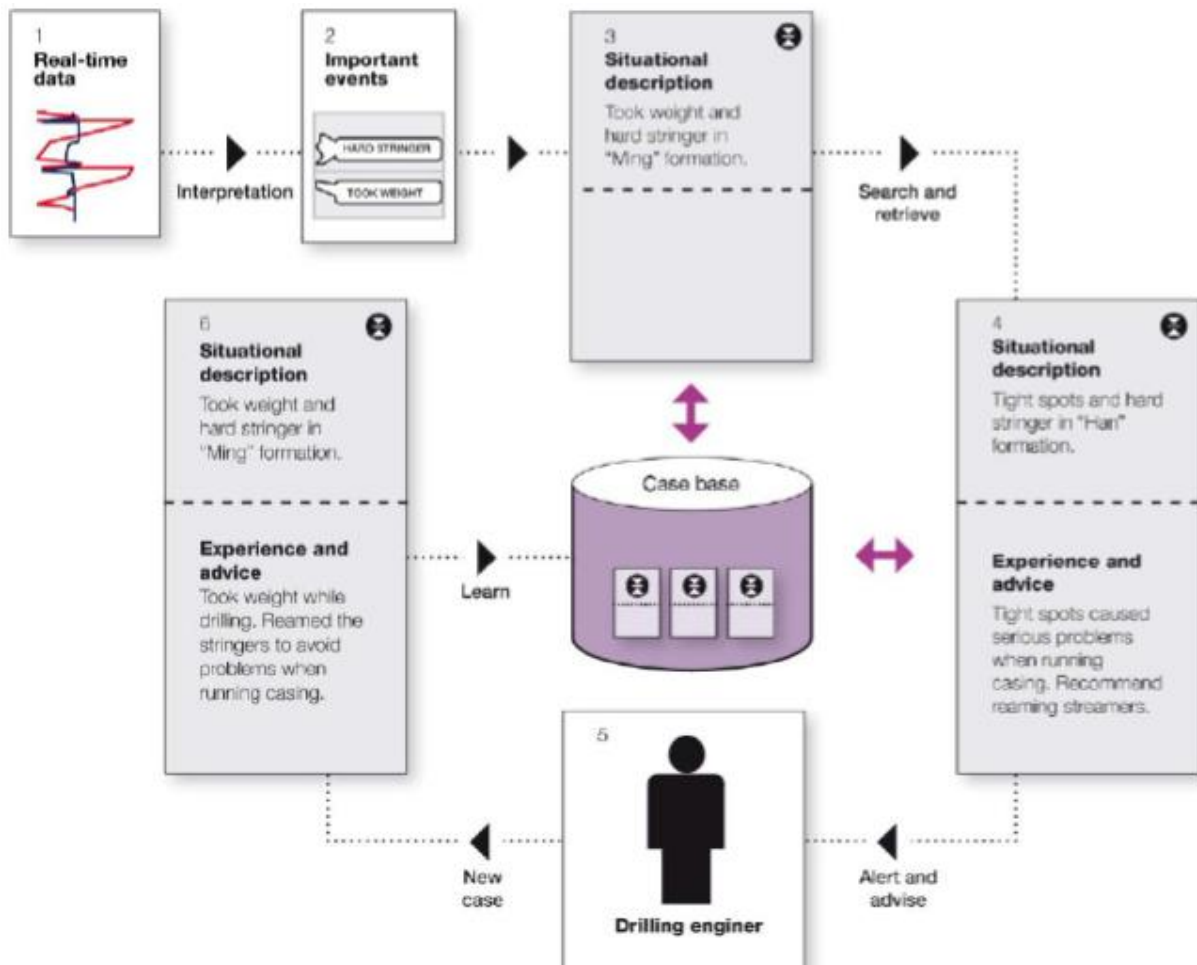 1
Real-time
data
Interpretation
2
Important
events
HARD STRINGER
TOOK WEIGHT
3
Situational
description
Took weight and
hard stringer in
"Ming" formation.
Search and
retrieve
4
Situational
description
Tight spots and hard
stringer in "Han"
formation.
Experience and
advice
Tight spots caused
serious problems
when running
casing. Recommend
reaming streamers.
Alert and
advise
5
Drilling enginer
New
case
6
Situational
description
Took weight and
hard stringer in
"Ming" formation.
Experience and
advice
Took weight while
drilling. Reamed the
stringers to avoid
problems when
running casing.
Learn
Case base